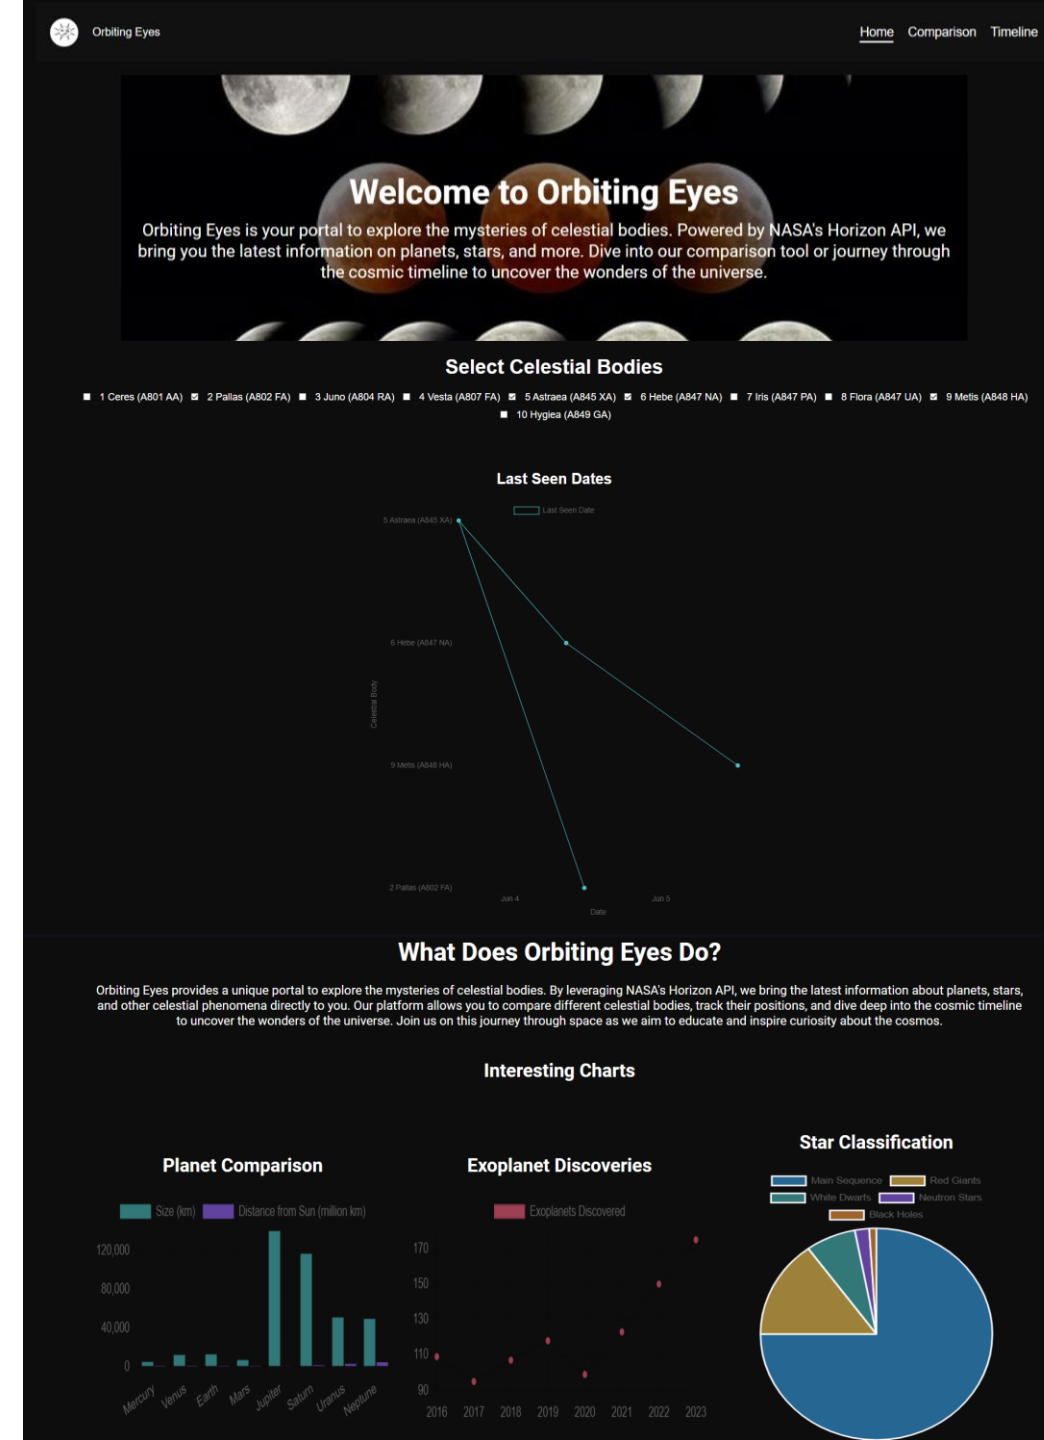 Orbiting Eyes
Home Comparison Timeline
Welcome to Orbiting Eyes
Orbiting Eyes is your portal to explore the mysteries of celestial bodies. Powered by NASA's Horizon API, we
bring you the latest information on planets, stars, and more. Dive into our comparison tool or journey through
the cosmic timeline to uncover the wonders of the universe.
Select Celestial Bodies
1 Ceres (A801 AA) 2 Pallas (A802 FA) 3 Juno (A804 RA) 4 Vesta (A807 FA) 5 Astraea (A845 XA) 6 Hebe (A847 NA) 7 Iris (A847 PA) 8 Flora (A847 UA) 9 Metis (A848 HA)
10 Hygiea (A849 GA)
Last Seen Dates
Last Seen Date
5 Astraea (A845 XA)
6 Hebe (A847 NA)
Celestial Body
9 Metis (A848 HA)
2 Pallas (A802 FA)
Jun 4 Jun 5
Date
What Does Orbiting Eyes Do?
Orbiting Eyes provides a unique portal to explore the mysteries of celestial bodies. By leveraging NASA's Horizon API, we bring the latest information about planets, stars,
and other celestial phenomena directly to you. Our platform allows you to compare different celestial bodies, track their positions, and dive deep into the cosmic timeline
to uncover the wonders of the universe. Join us on this journey through space as we aim to educate and inspire curiosity about the cosmos.
Interesting Charts
Planet Comparison
Size (km) Distance from Sun (million km)
120,000
80,000
40,000
0
Mercury Venus Earth Mars Jupiter Saturn Uranus Neptune
Exoplanet Discoveries
Exoplanets Discovered
170
150
130
110
90
2016 2017 2018 2019 2020 2021 2022 2023
Star Classification
Main Sequence Red Giants
White Dwarfs Neutron Stars
Black Holes